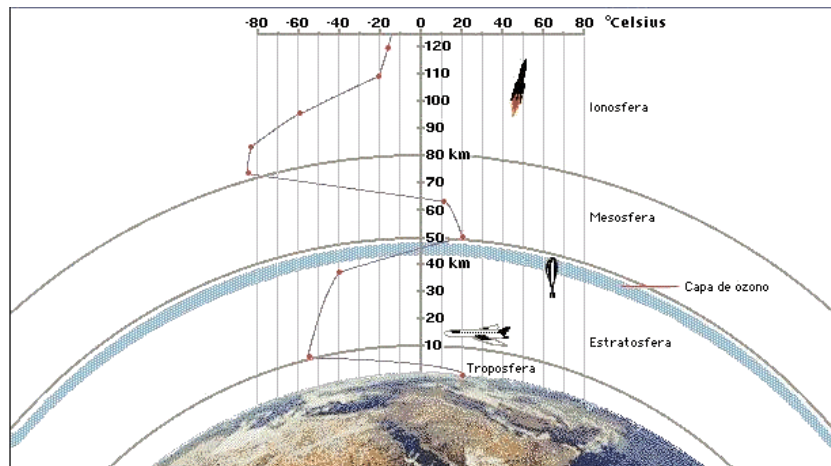 -80 -60 -40 -20 0 20 40 60 80 °Celsius
120
110
100
Ionosfera
90
80 km
70
60
Mesosfera
50
40 km
Capa de ozono
30
20
Estratosfera
10
Troposfera